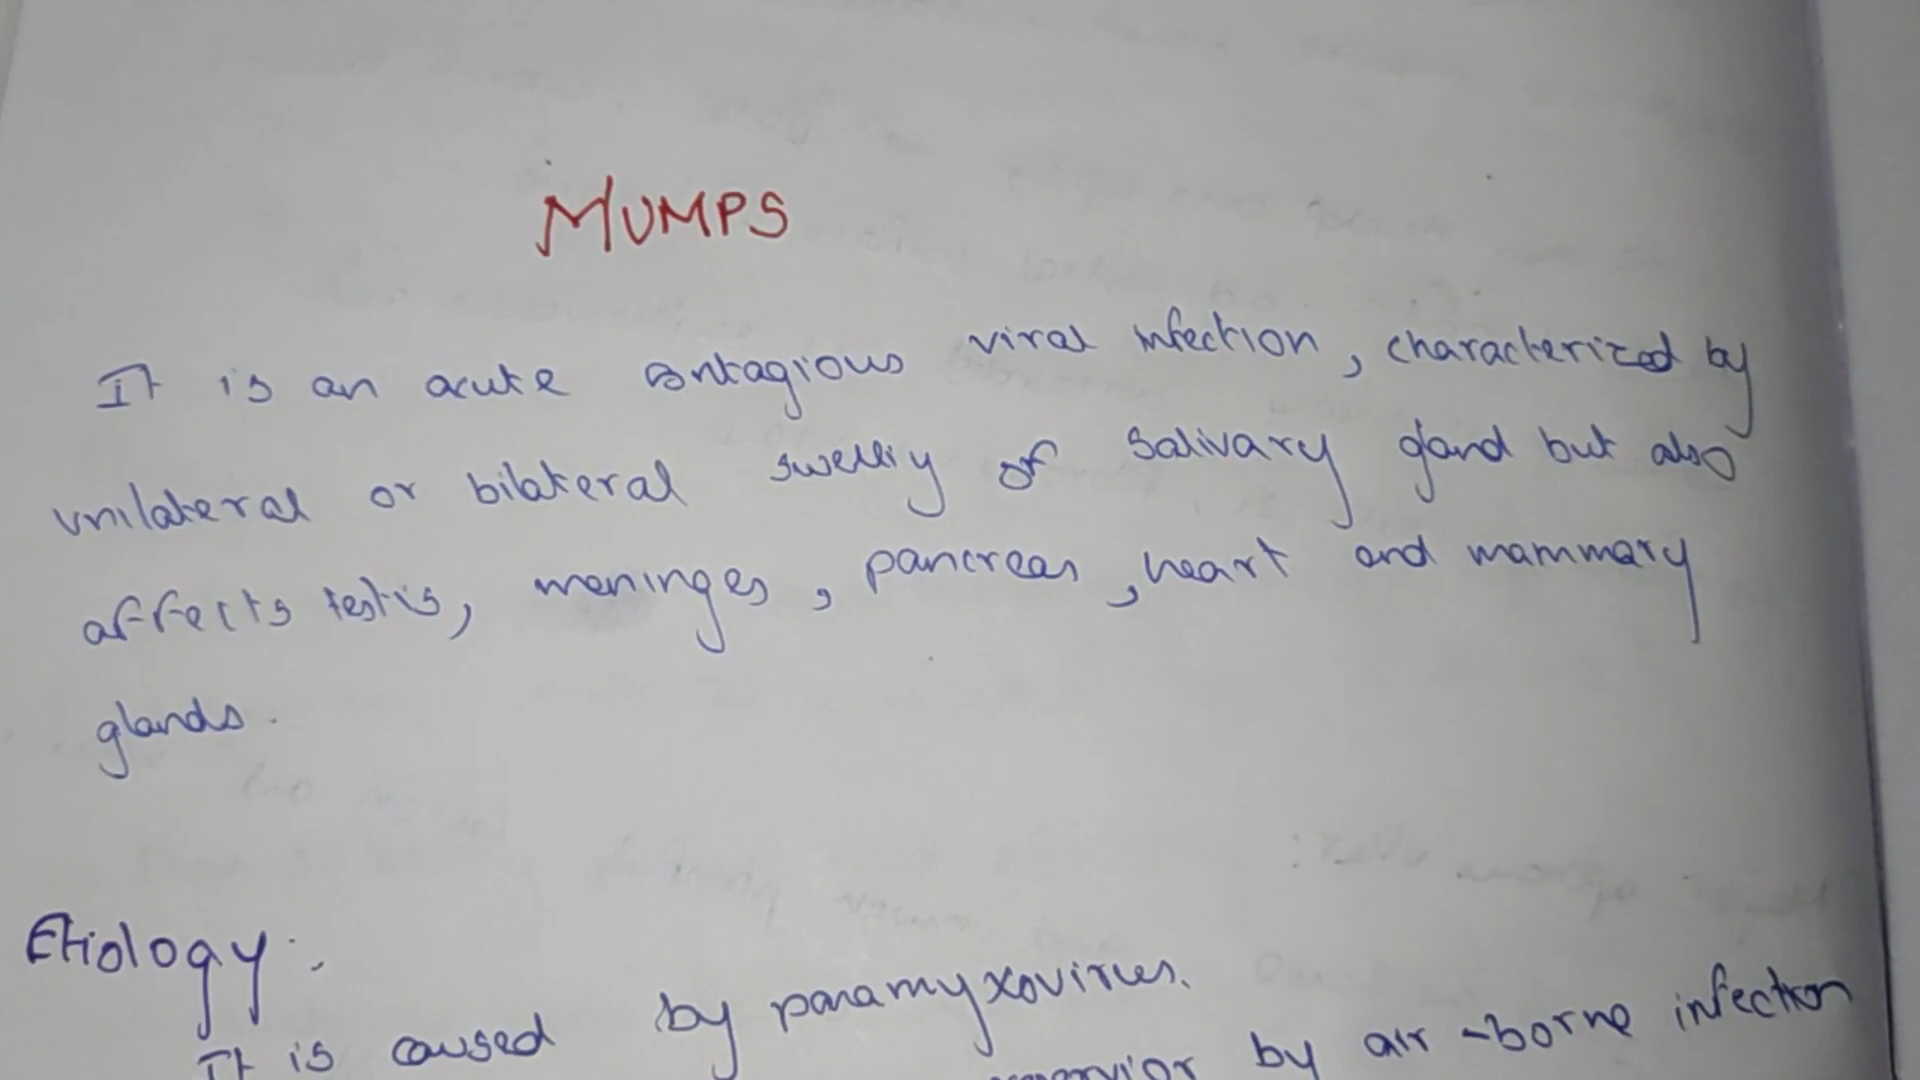 MUMPS
It is an acute contagious viral infection, characterized by
unilateral or bilateral swelling of salivary gland but also
affects testis, meninges, pancreas, heart and mammary
glands.
Etiology:
It is caused by paramyxovirus.
by air-borne infection